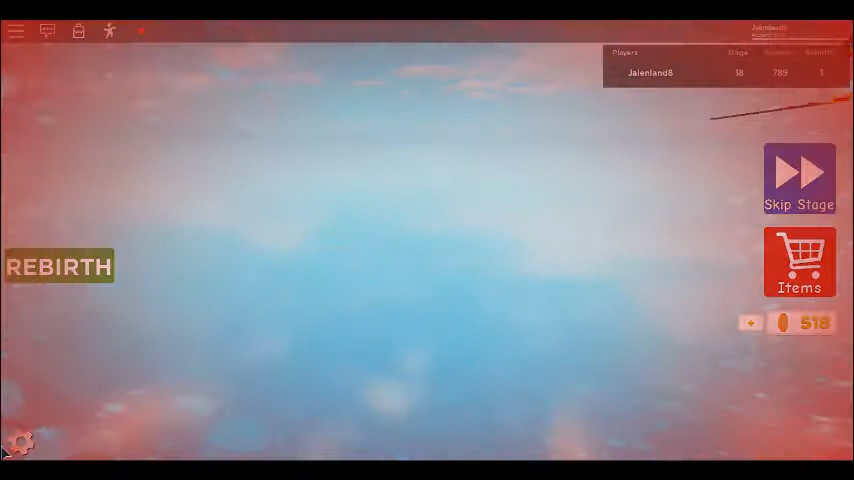 Players Stage
Jalenland8 18 789
Skip Stage
REBIRTH
Items
+ 518